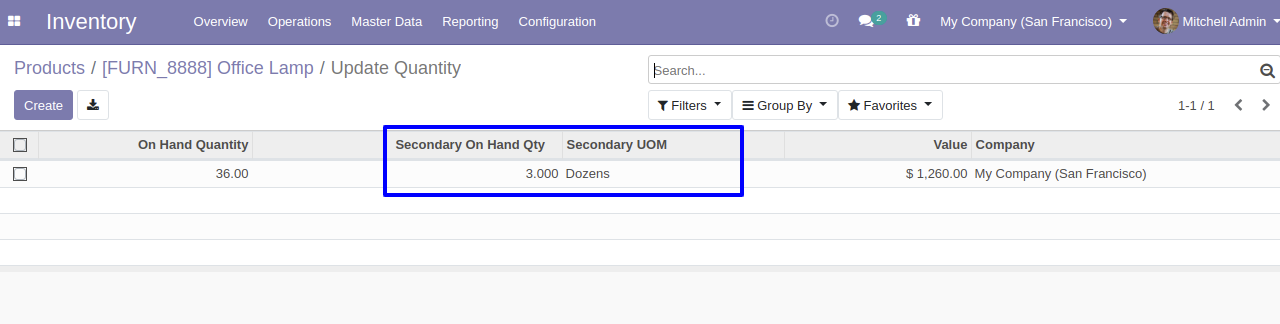 Inventory Overview Operations Master Data Reporting Configuration 2 My Company (San Francisco) Mitchell Admin
Products / [FURN_8888] Office Lamp / Update Quantity Search...
Create Filters Group By Favorites 1-1 / 1
On Hand Quantity Secondary On Hand Qty Secondary UOM Value Company
36.00 3.000 Dozens $ 1,260.00 My Company (San Francisco)